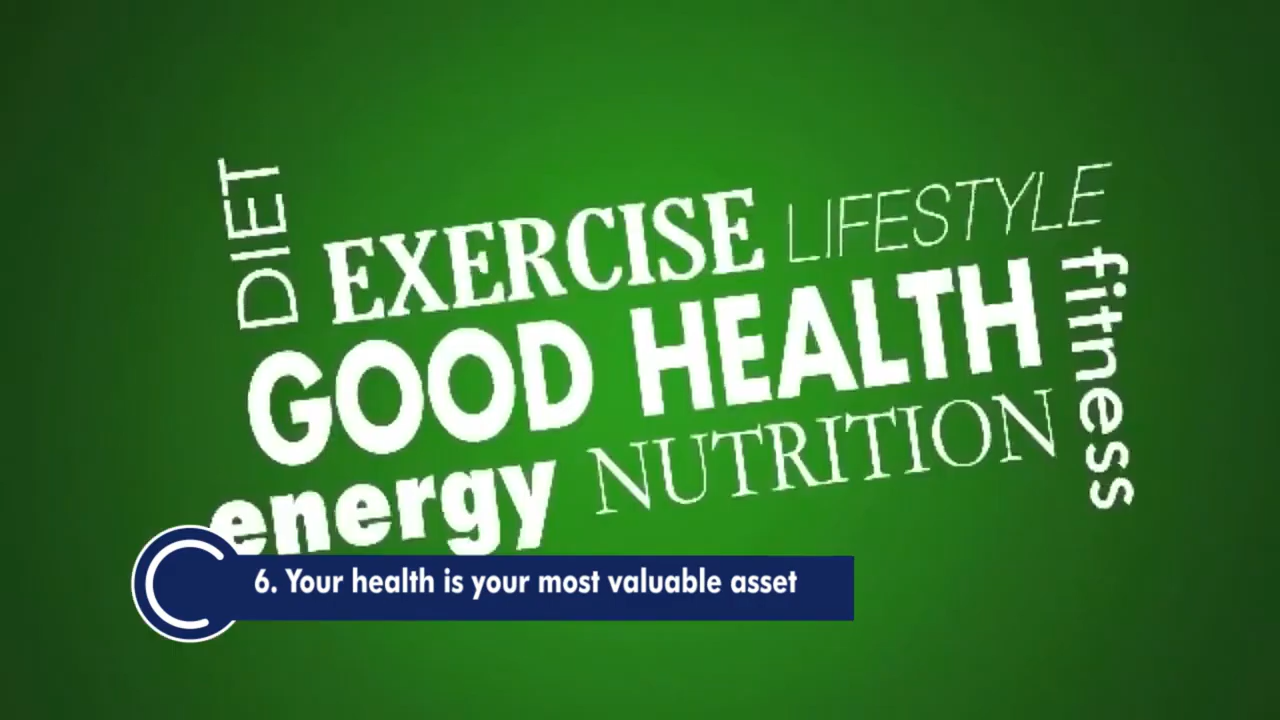 DIET
EXERCISE LIFESTYLE
GOOD HEALTH
fitness
energy NUTRITION
6. Your health is your most valuable asset